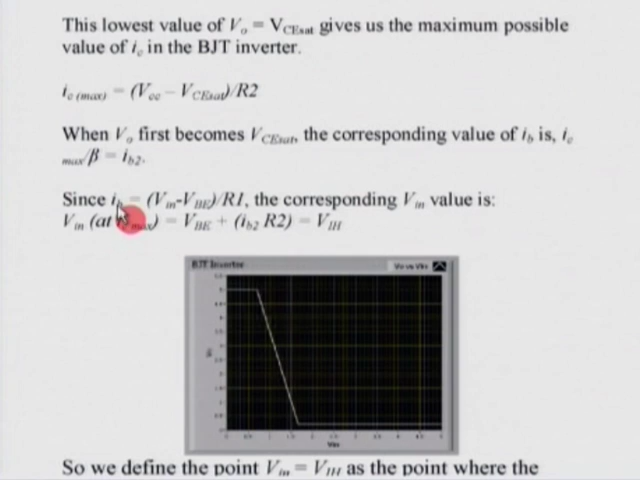 This lowest value of Vo = VCEsat gives us the maximum possible
value of ic in the BJT inverter.
ic (max) = (Vcc – VCEsat)/R2
When Vo first becomes VCEsat, the corresponding value of ib is, ic
max/β = ib2.
Since ib = (Vin-VBE)/R1, the corresponding Vin value is:
Vin (at max) = VBE + (ib2 R2) = VIH
BJT Inverter
So we define the point Vin = VIH as the point where the